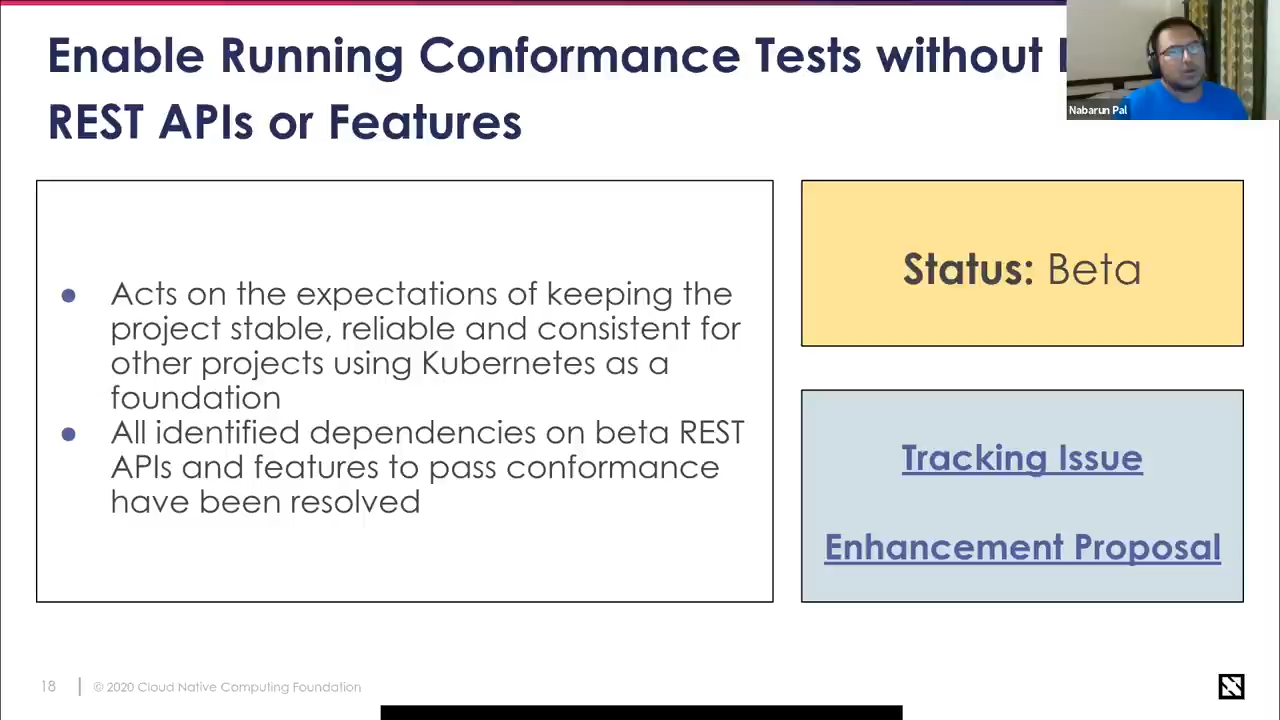 Enable Running Conformance Tests without
REST APIs or Features
Nabarun Pal
● Acts on the expectations of keeping the
project stable, reliable and consistent for
other projects using Kubernetes as a
foundation
● All identified dependencies on beta REST
APIs and features to pass conformance
have been resolved
Status: Beta
Tracking Issue
Enhancement Proposal
18 | © 2020 Cloud Native Computing Foundation